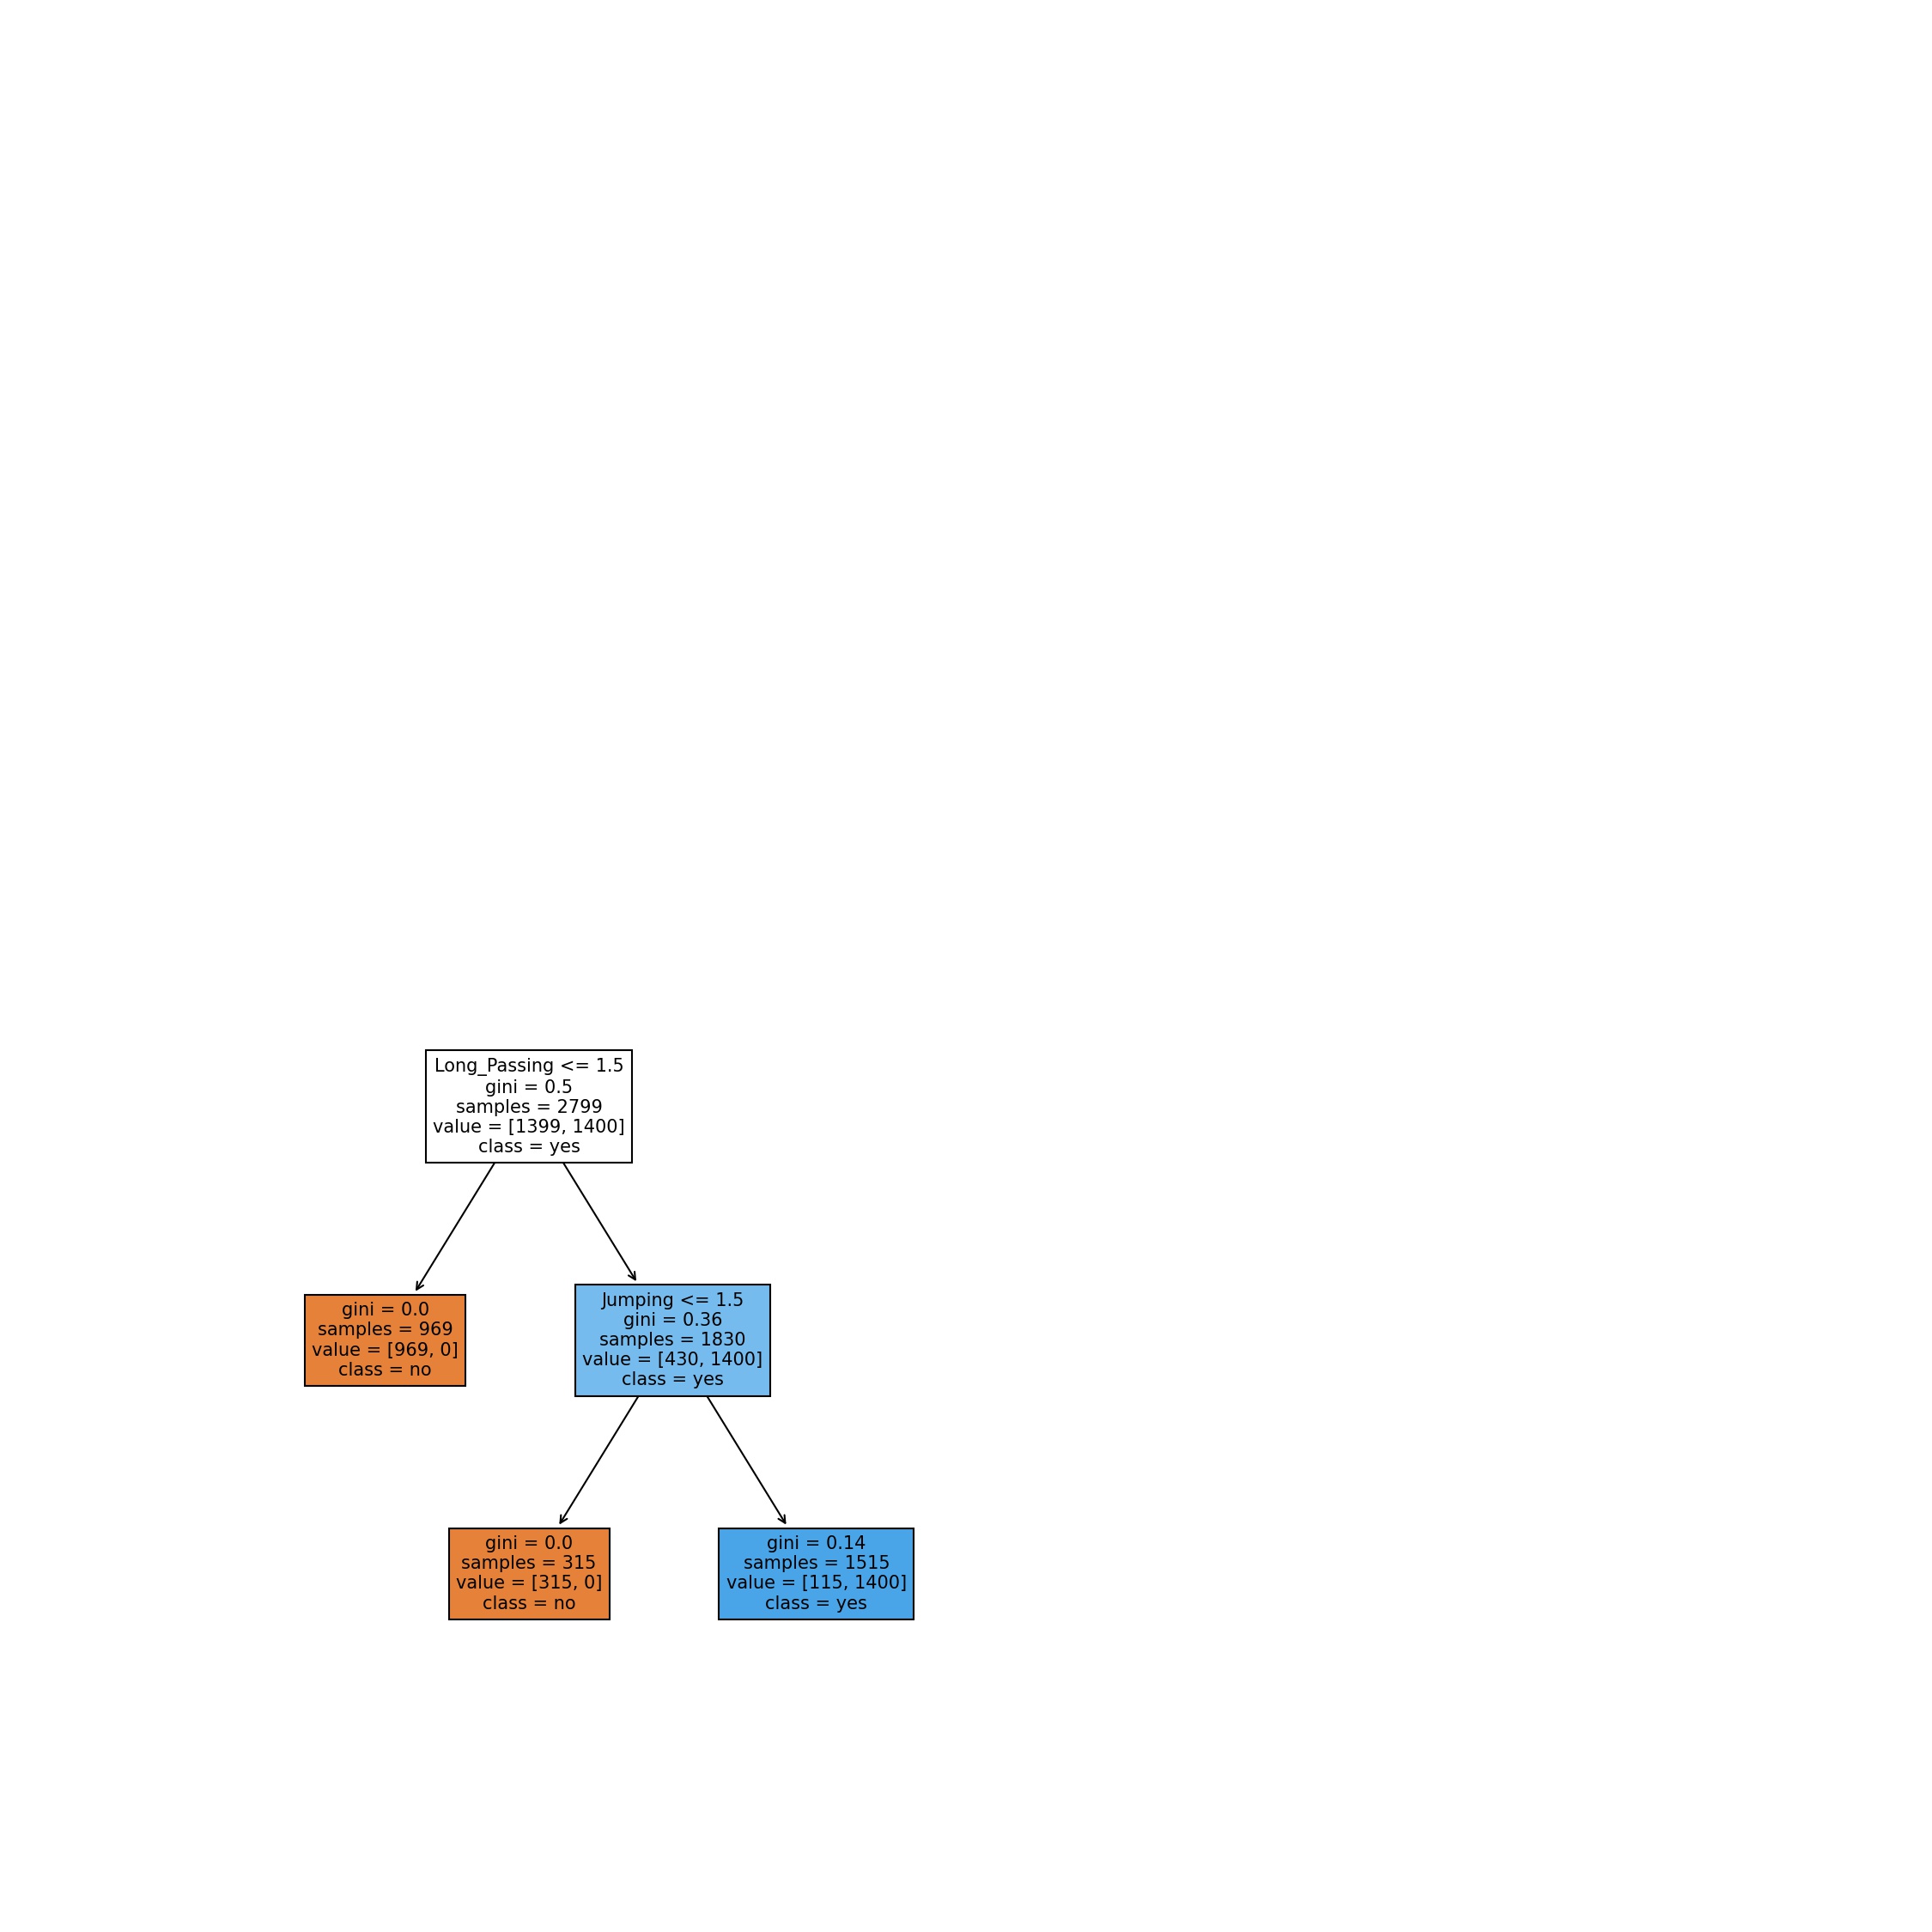 Long_Passing <= 1.5
gini = 0.5
samples = 2799
value = [1399, 1400]
class = yes
gini = 0.0
samples = 969
value = [969, 0]
class = no
Jumping <= 1.5
gini = 0.36
samples = 1830
value = [430, 1400]
class = yes
gini = 0.0
samples = 315
value = [315, 0]
class = no
gini = 0.14
samples = 1515
value = [115, 1400]
class = yes